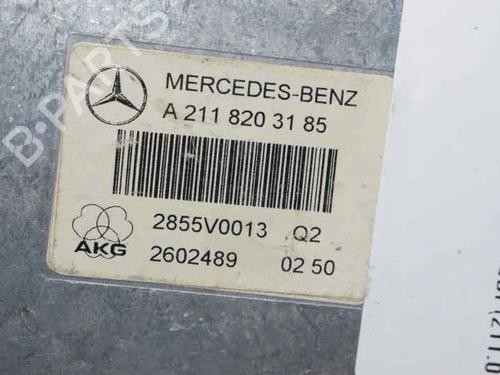 MERCEDES-BENZ
A 211 820 31 85
2855V0013 Q2
AKG
2602489 02 50
B-PARTS